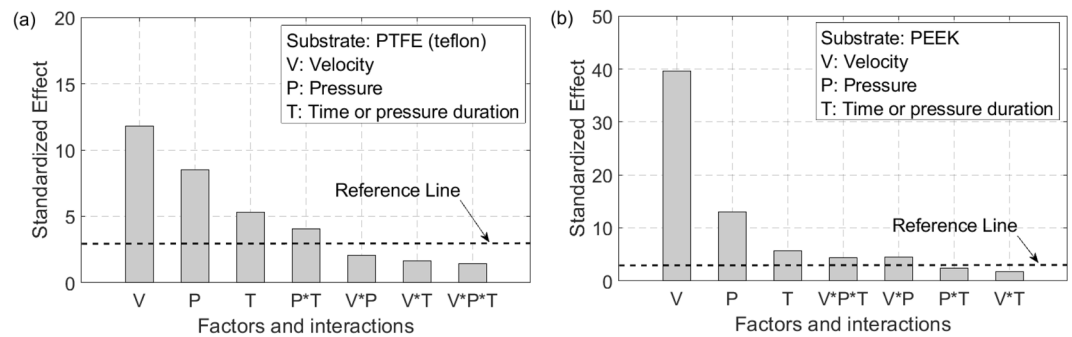 (a)
20
15
10
5
0
Standardized Effect
Substrate: PTFE (teflon)
V: Velocity
P: Pressure
T: Time or pressure duration
Reference Line
V P T P*T V*P V*T V*P*T
Factors and interactions
(b)
50
40
30
20
10
0
Standardized Effect
Substrate: PEEK
V: Velocity
P: Pressure
T: Time or pressure duration
Reference Line
V P T V*P*T V*P P*T V*T
Factors and interactions